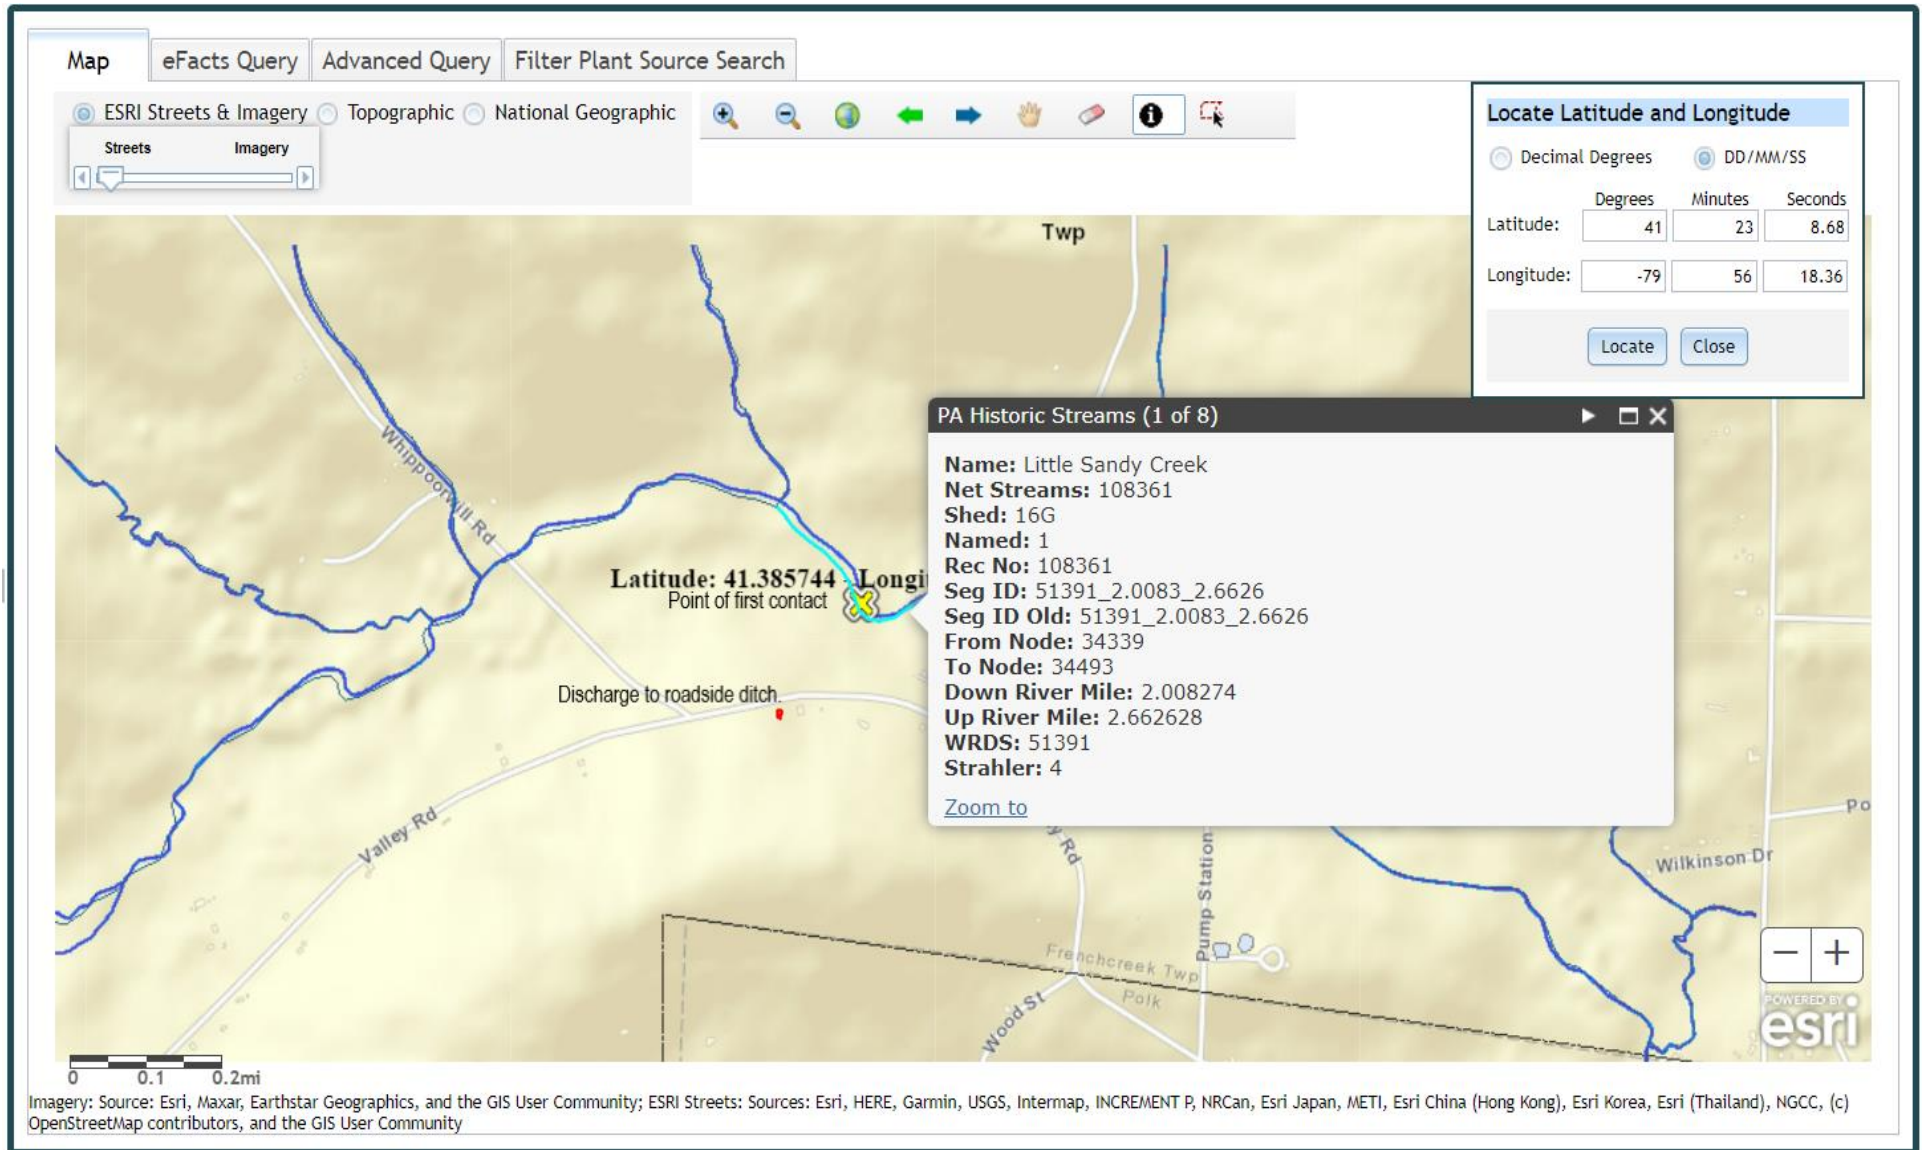 Map
eFacts Query
Advanced Query
Filter Plant Source Search
ESRI Streets & Imagery
Topographic
National Geographic
Streets
Imagery
Locate Latitude and Longitude
Decimal Degrees
DD/MM/SS
Degrees Minutes Seconds
Latitude: 41 23 8.68
Longitude: -79 56 18.36
Locate
Close
Twp
Whippoorwill Rd
PA Historic Streams (1 of 8)
Name: Little Sandy Creek
Net Streams: 108361
Shed: 16G
Named: 1
Rec No: 108361
Seg ID: 51391_2.0083_2.6626
Seg ID Old: 51391_2.0083_2.6626
From Node: 34339
To Node: 34493
Down River Mile: 2.008274
Up River Mile: 2.662628
WRDS: 51391
Strahler: 4
Zoom to
Latitude: 41.385744 - Longi
Point of first contact
Discharge to roadside ditch.
Valley Rd
y Rd
Pump Station
Po
Wilkinson Dr
Frenchcreek Twp
Polk
Wood St
− +
POWERED BY
esri
0 0.1 0.2mi
Imagery: Source: Esri, Maxar, Earthstar Geographics, and the GIS User Community; ESRI Streets: Sources: Esri, HERE, Garmin, USGS, Intermap, INCREMENT P, NRCan, Esri Japan, METI, Esri China (Hong Kong), Esri Korea, Esri (Thailand), NGCC, (c)
OpenStreetMap contributors, and the GIS User Community